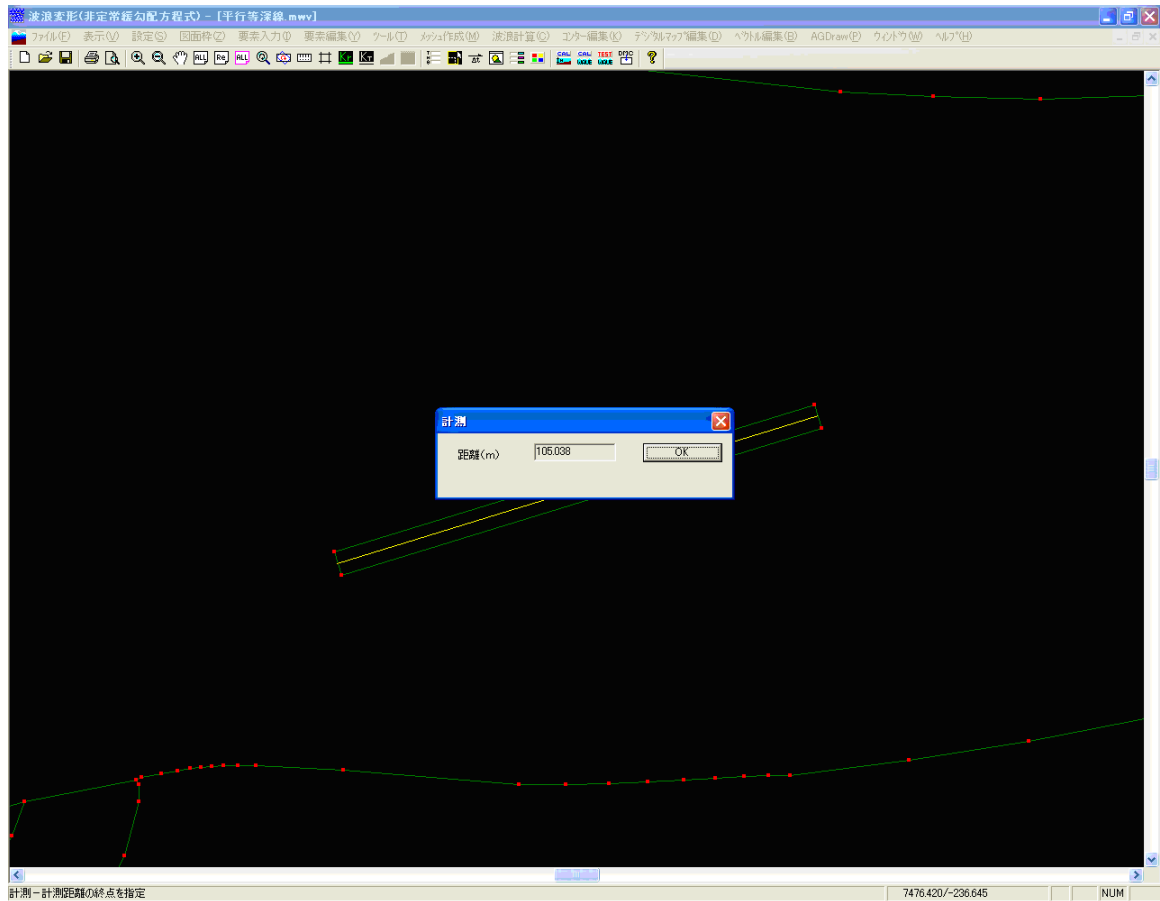 波浪変形(非定常緩勾配方程式) - [平行等深線.mwv]
ファイル(F) 表示(V) 設定(S) 図面枠(Z) 要素入力(I) 要素編集(Y) ツール(T) メッシュ作成(M) 波浪計算(C) コンター編集(K) デジタルマップ編集(D) ベクトル編集(B) AGDraw(P) ウィンドウ(W) ヘルプ(H)
ALL Re ALL
計測
距離(m) 105.038 OK
計測-計測距離の終点を指定 7476.420/-236.645 NUM